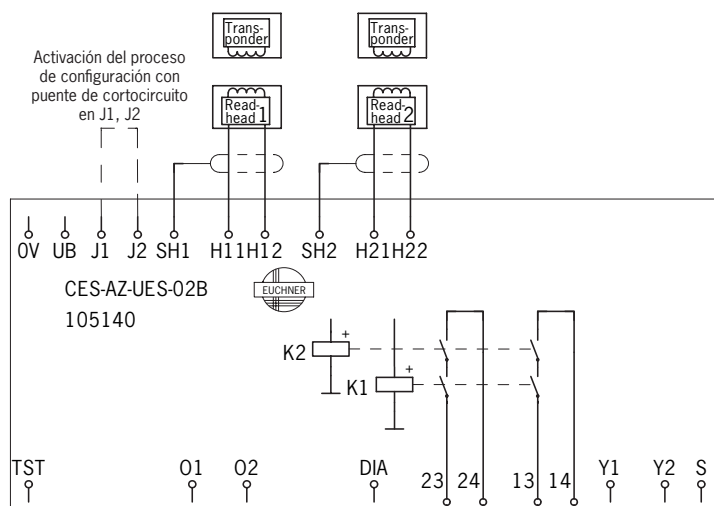 Trans-
ponder
Trans-
ponder
Activación del proceso
de configuración con
puente de cortocircuito
en J1, J2
Read-
head 1
Read-
head 2
0V UB J1 J2 SH1 H11 H12 SH2 H21 H22
CES-AZ-UES-02B
EUCHNER
105140
+
K2
+
K1
TST O1 O2 DIA 23 24 13 14 Y1 Y2 S